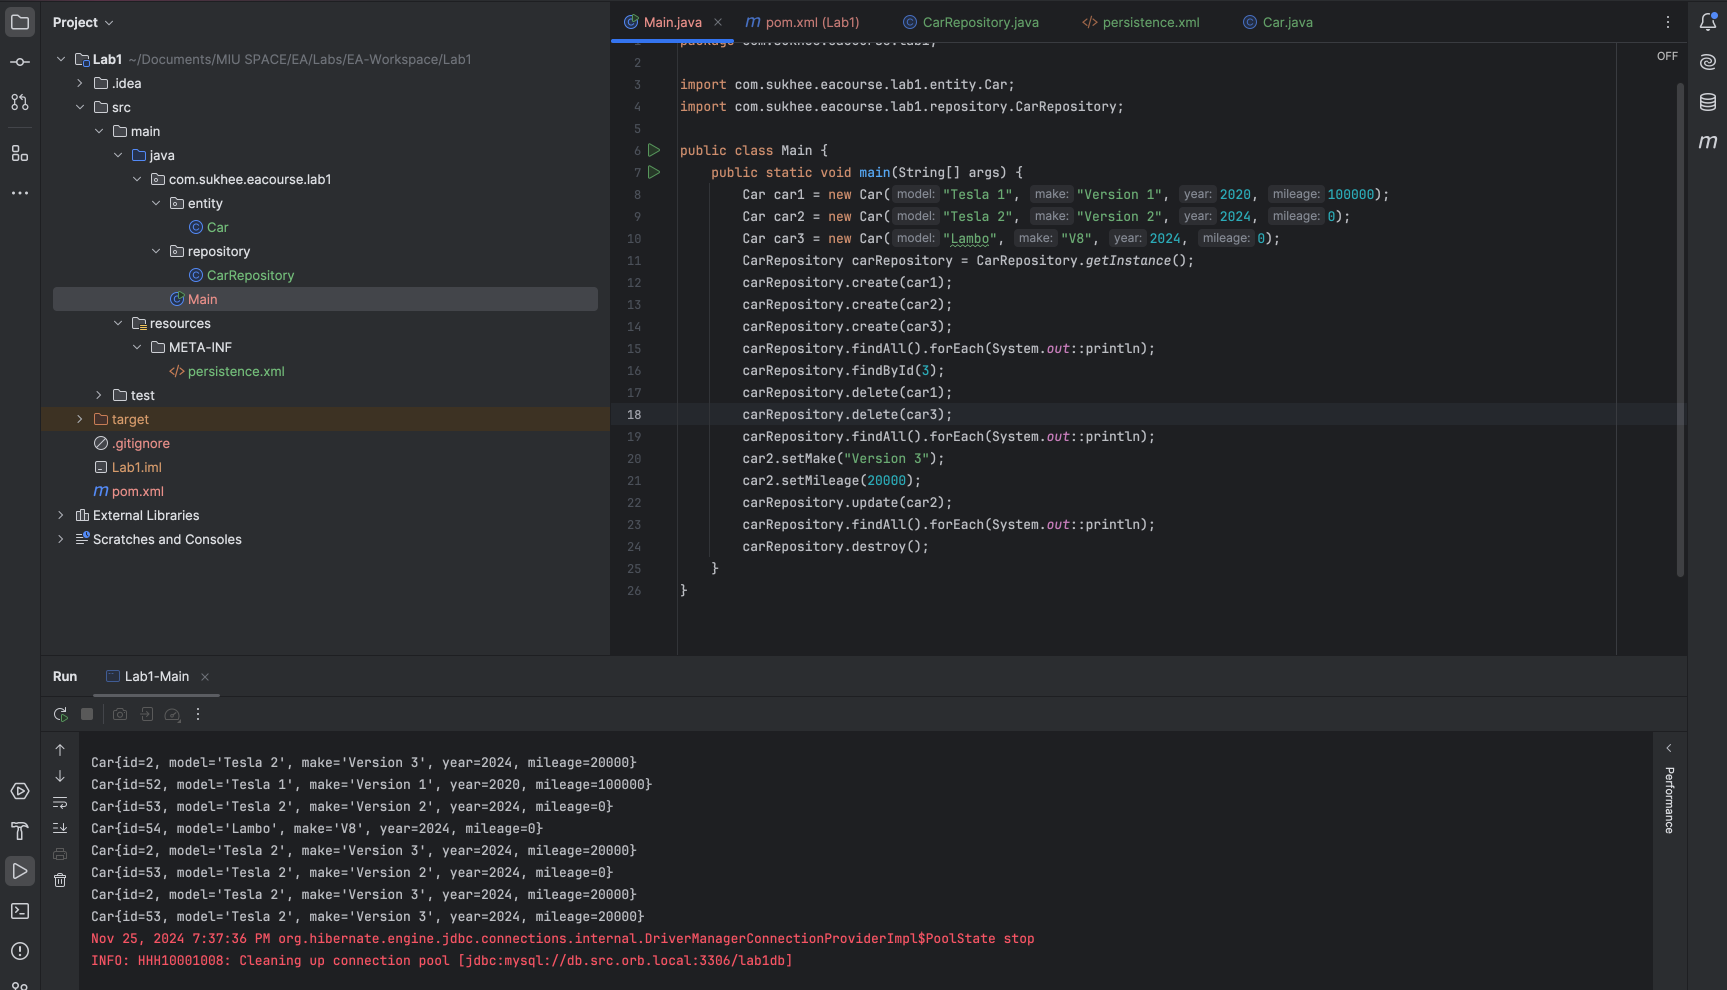 Project
Main.java
pom.xml (Lab1)
CarRepository.java
persistence.xml
Car.java
Lab1 ~/Documents/MIU SPACE/EA/Labs/EA-Workspace/Lab1
.idea
src
main
java
com.sukhee.eacourse.lab1
entity
Car
repository
CarRepository
Main
resources
META-INF
persistence.xml
test
target
.gitignore
Lab1.iml
pom.xml
External Libraries
Scratches and Consoles
OFF
1 package com.sukhee.eacourse.lab1;
2
3 import com.sukhee.eacourse.lab1.entity.Car;
4 import com.sukhee.eacourse.lab1.repository.CarRepository;
5
6 public class Main {
7 public static void main(String[] args) {
8 Car car1 = new Car( model: "Tesla 1", make: "Version 1", year: 2020, mileage: 100000);
9 Car car2 = new Car( model: "Tesla 2", make: "Version 2", year: 2024, mileage: 0);
10 Car car3 = new Car( model: "Lambo", make: "V8", year: 2024, mileage: 0);
11 CarRepository carRepository = CarRepository.getInstance();
12 carRepository.create(car1);
13 carRepository.create(car2);
14 carRepository.create(car3);
15 carRepository.findAll().forEach(System.out::println);
16 carRepository.findById(3);
17 carRepository.delete(car1);
18 carRepository.delete(car3);
19 carRepository.findAll().forEach(System.out::println);
20 car2.setMake("Version 3");
21 car2.setMileage(20000);
22 carRepository.update(car2);
23 carRepository.findAll().forEach(System.out::println);
24 carRepository.destroy();
25 }
26 }
Run
Lab1-Main
Car{id=2, model='Tesla 2', make='Version 3', year=2024, mileage=20000}
Car{id=52, model='Tesla 1', make='Version 1', year=2020, mileage=100000}
Car{id=53, model='Tesla 2', make='Version 2', year=2024, mileage=0}
Car{id=54, model='Lambo', make='V8', year=2024, mileage=0}
Car{id=2, model='Tesla 2', make='Version 3', year=2024, mileage=20000}
Car{id=53, model='Tesla 2', make='Version 2', year=2024, mileage=0}
Car{id=2, model='Tesla 2', make='Version 3', year=2024, mileage=20000}
Car{id=53, model='Tesla 2', make='Version 3', year=2024, mileage=20000}
Nov 25, 2024 7:37:36 PM org.hibernate.engine.jdbc.connections.internal.DriverManagerConnectionProviderImpl$PoolState stop
INFO: HHH10001008: Cleaning up connection pool [jdbc:mysql://db.src.orb.local:3306/lab1db]
Performance